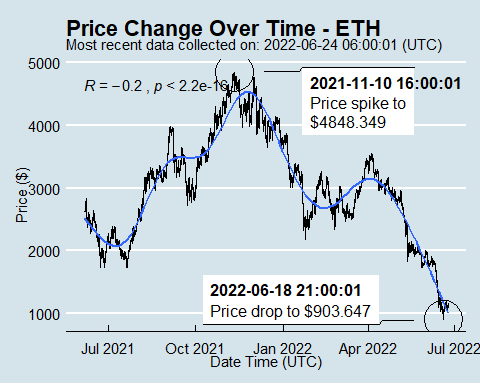 Price Change Over Time - ETH
Most recent data collected on: 2022-06-24 06:00:01 (UTC)
5000
4000
3000
2000
1000
Price ($)
R = −0.2 , p < 2.2e-16
2021-11-10 16:00:01
Price spike to
$4848.349
2022-06-18 21:00:01
Price drop to $903.647
Jul 2021
Oct 2021
Jan 2022
Apr 2022
Jul 2022
Date Time (UTC)